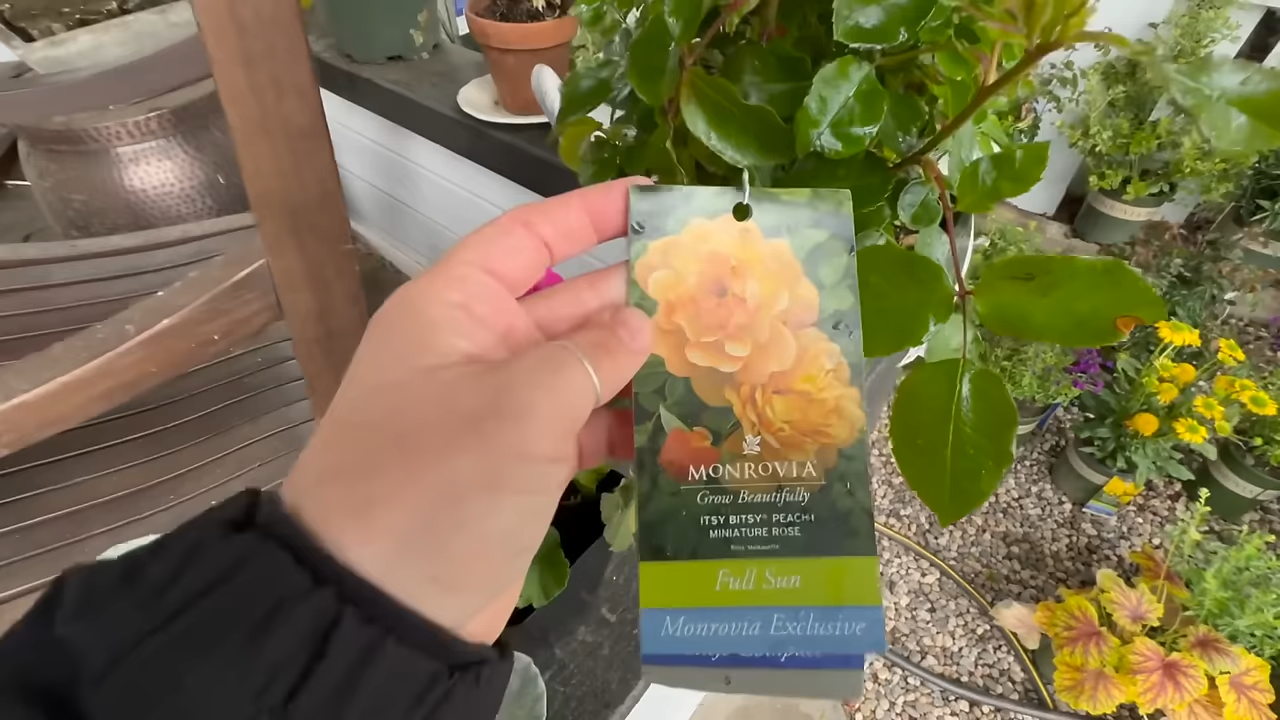 MONROVIA
Grow Beautifully
ITSY BITSY® PEACH
MINIATURE ROSE
Full Sun
Monrovia Exclusive